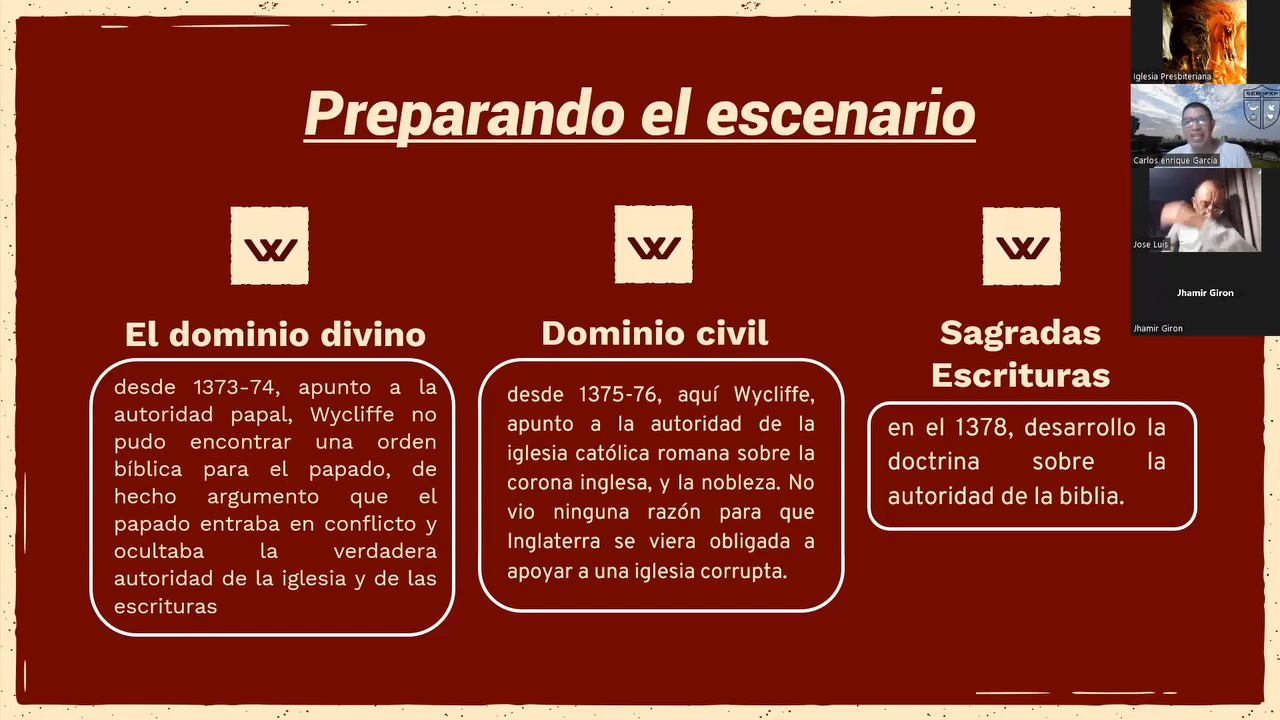 Preparando el escenario
El dominio divino
desde 1373-74, apunto a la
autoridad papal, Wycliffe no
pudo encontrar una orden
bíblica para el papado, de
hecho argumento que el
papado entraba en conflicto y
ocultaba la verdadera
autoridad de la iglesia y de las
escrituras
Dominio civil
desde 1375-76, aquí Wycliffe,
apunto a la autoridad de la
iglesia católica romana sobre la
corona inglesa, y la nobleza. No
vio ninguna razón para que
Inglaterra se viera obligada a
apoyar a una iglesia corrupta.
Sagradas
Escrituras
en el 1378, desarrollo la
doctrina sobre la
autoridad de la biblia.
Iglesia Presbiteriana
Carlos enrique Garcia
Jose Luis
Jhamir Giron
Jhamir Giron